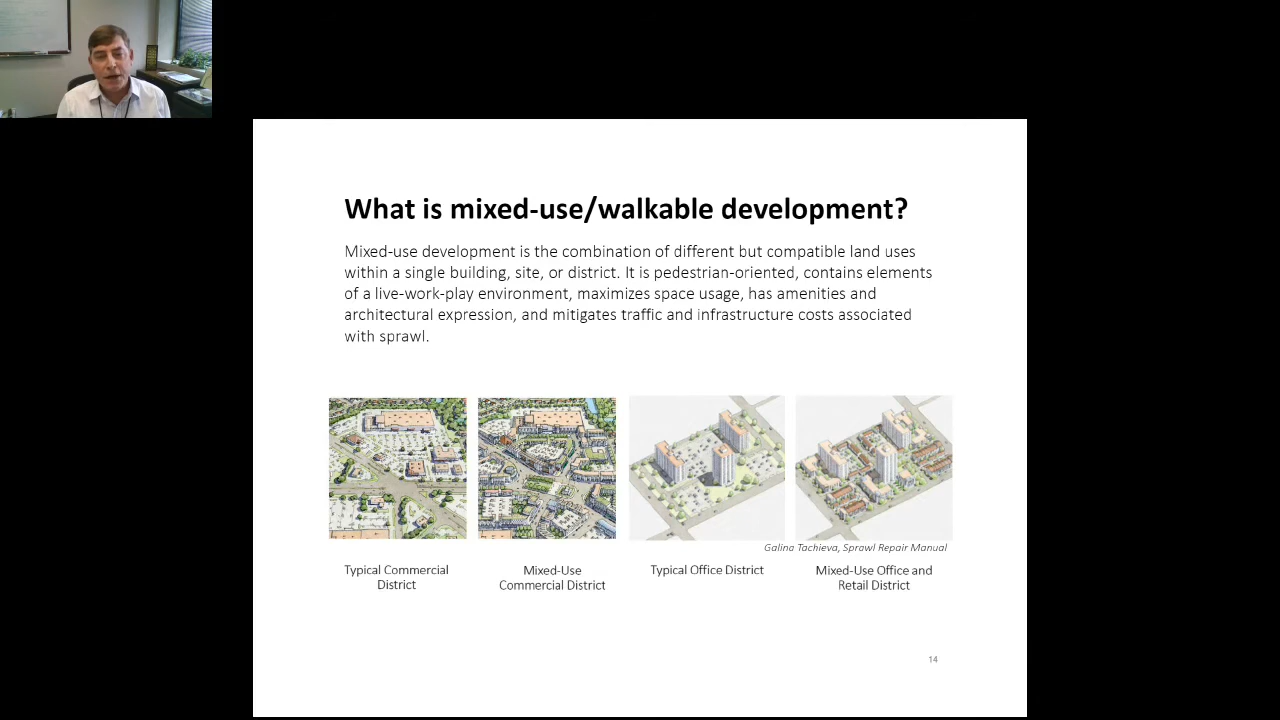 What is mixed-use/walkable development?
Mixed-use development is the combination of different but compatible land uses
within a single building, site, or district. It is pedestrian-oriented, contains elements
of a live-work-play environment, maximizes space usage, has amenities and
architectural expression, and mitigates traffic and infrastructure costs associated
with sprawl.
Galina Tachieva, Sprawl Repair Manual
Typical Commercial
District
Mixed-Use
Commercial District
Typical Office District
Mixed-Use Office and
Retail District
14